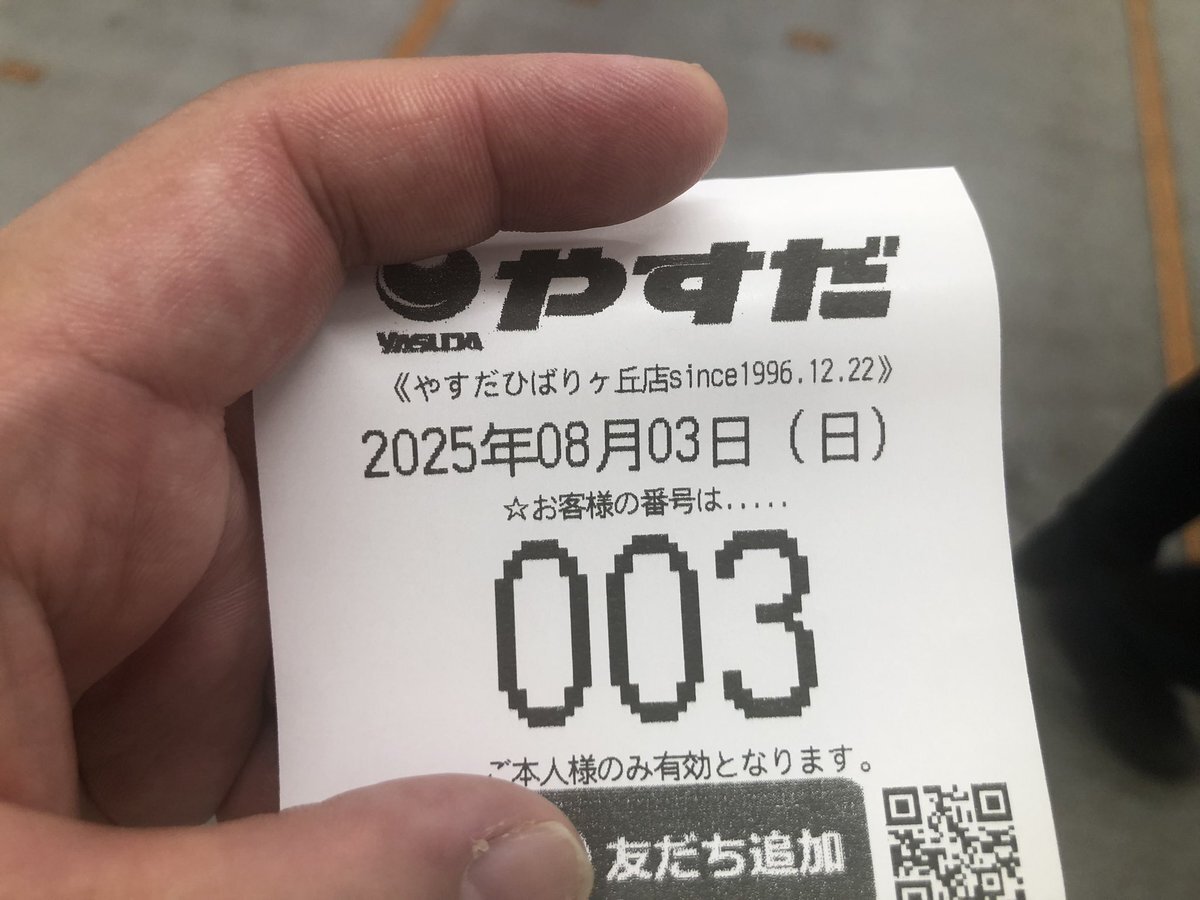 やすだ
YASUDA
《やすだひばりヶ丘店since1996.12.22》
2025年08月03日（日）
☆お客様の番号は.....
003
ご本人様のみ有効となります。
友だち追加